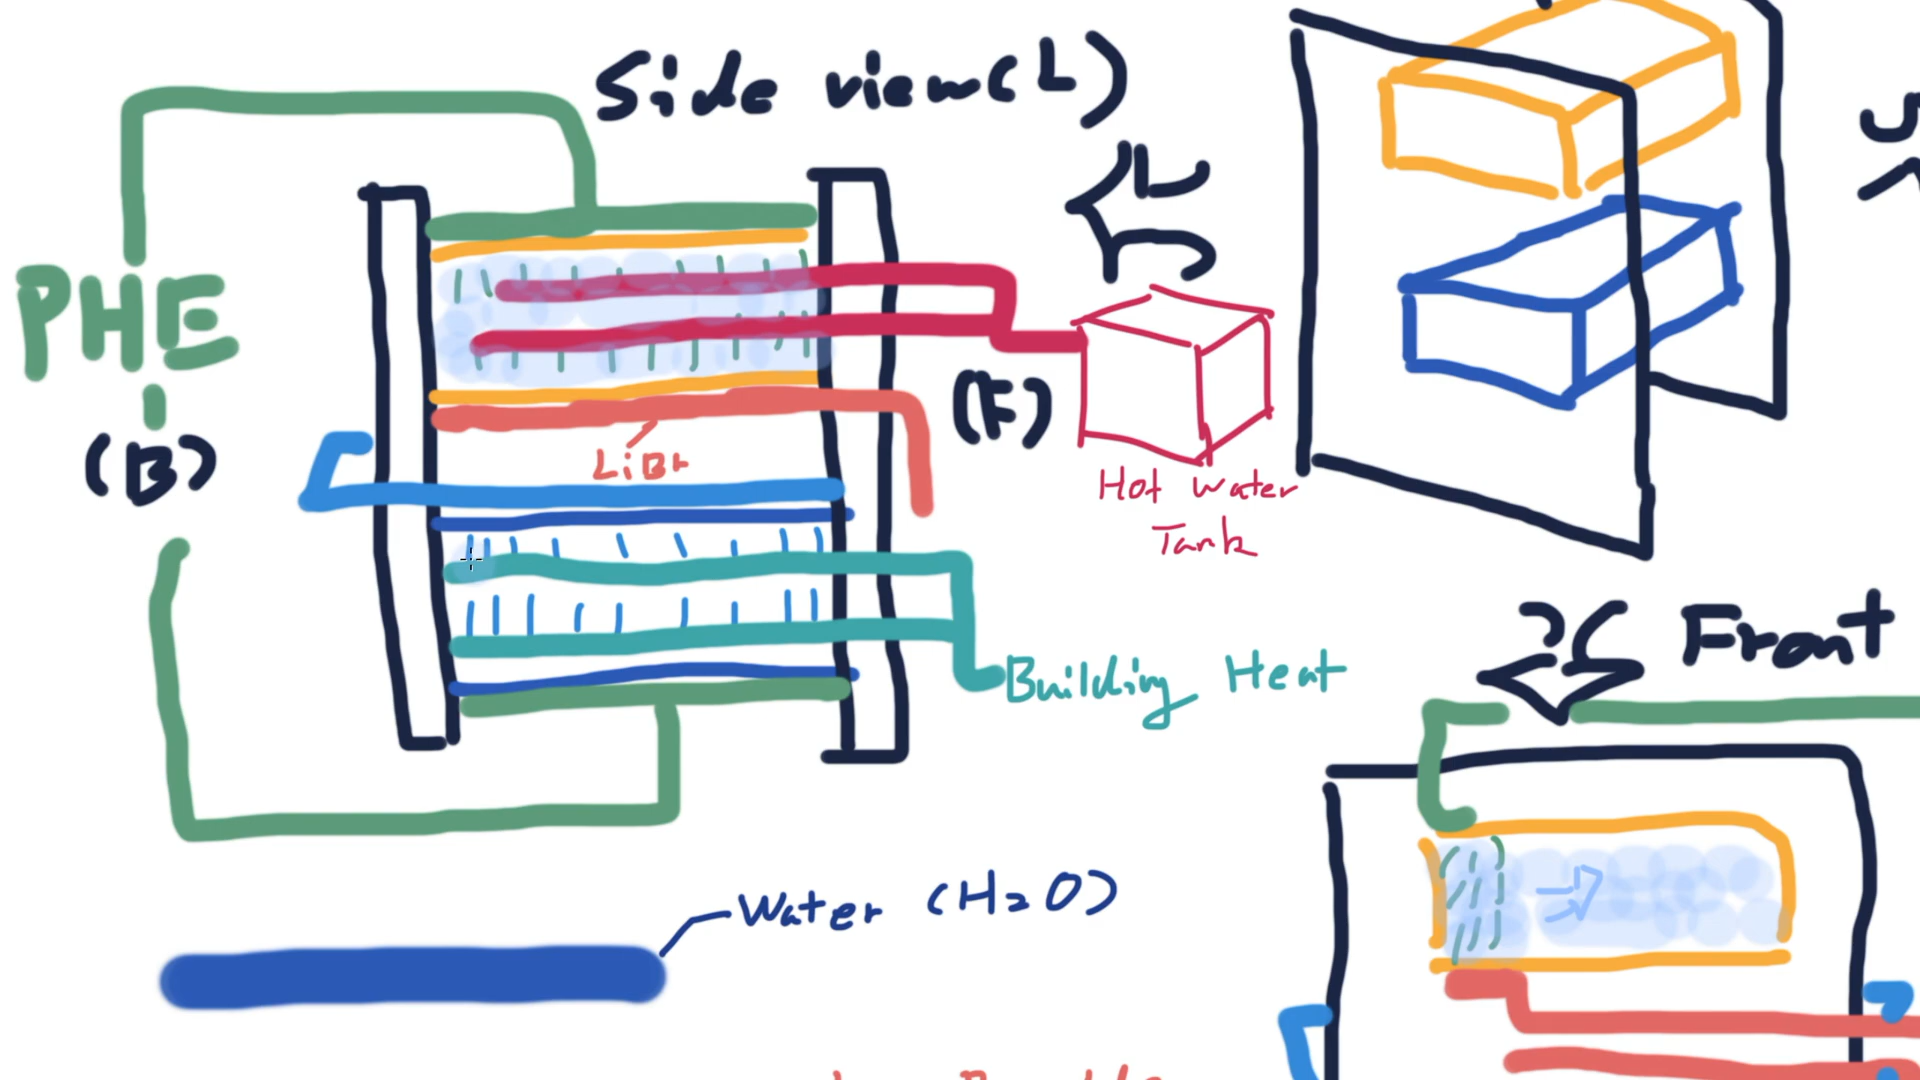 Side view(L)
PHE
(B)
LiBr
(F)
Hot Water
Tank
Building Heat
Front
Water (H2O)